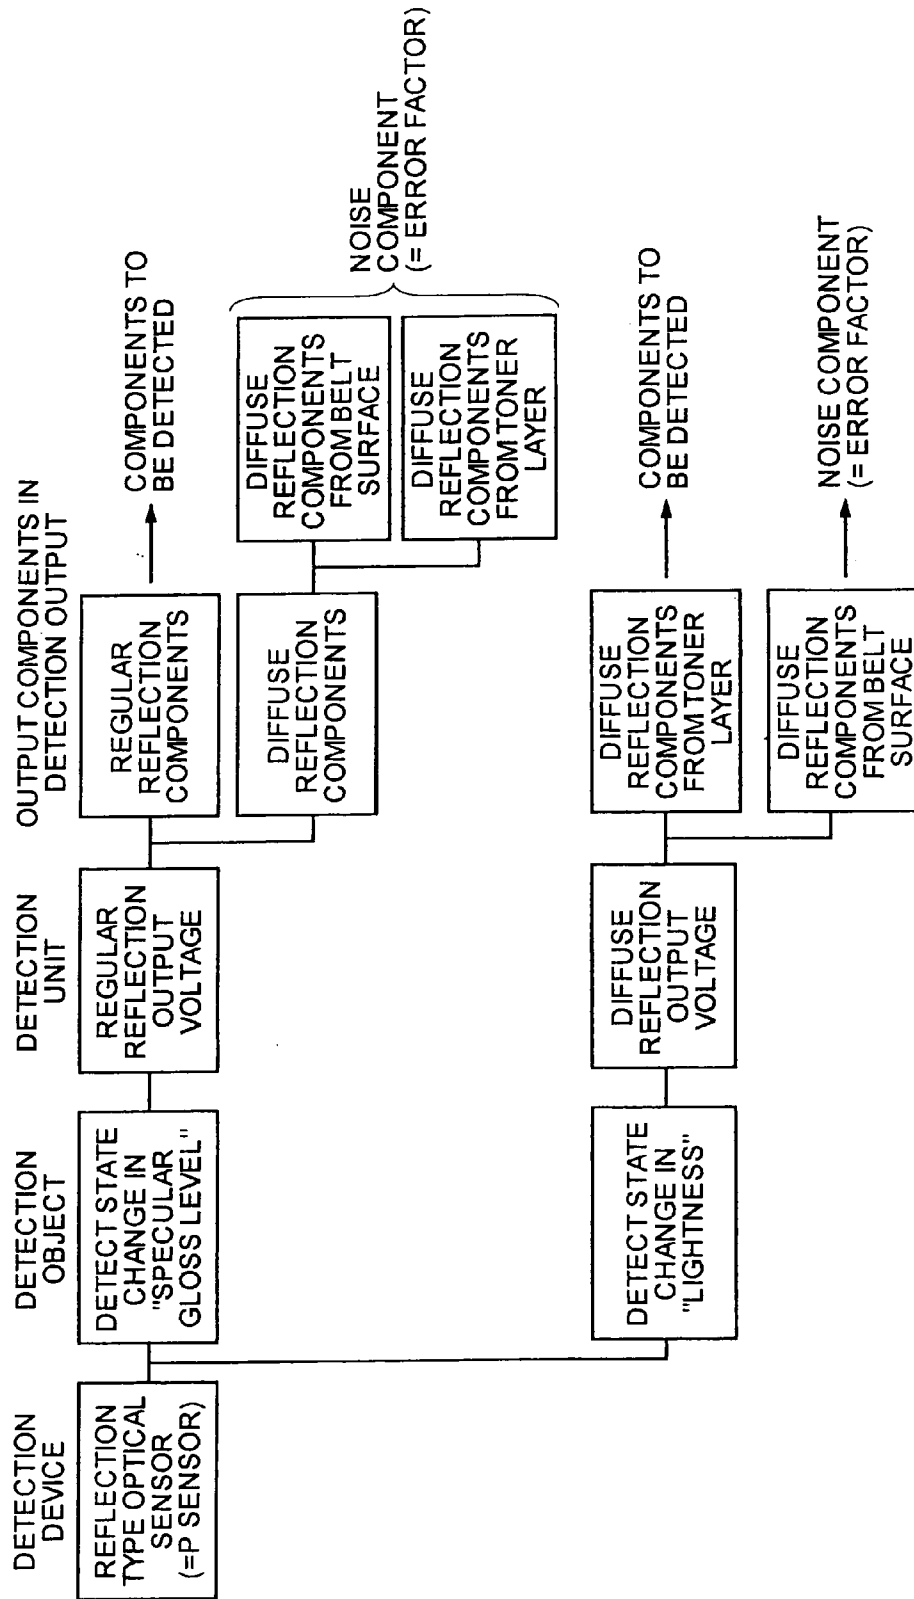 DETECTION
DEVICE
DETECTION
OBJECT
DETECTION
UNIT
OUTPUT COMPONENTS IN
DETECTION OUTPUT
REFLECTION
TYPE OPTICAL
SENSOR
(=P SENSOR)
DETECT STATE
CHANGE IN
"SPECULAR
GLOSS LEVEL"
REGULAR
REFLECTION
OUTPUT
VOLTAGE
REGULAR
REFLECTION
COMPONENTS
COMPONENTS TO
BE DETECTED
DIFFUSE
REFLECTION
COMPONENTS
DIFFUSE
REFLECTION
COMPONENTS
FROM BELT
SURFACE
DIFFUSE
REFLECTION
COMPONENTS
FROM TONER
LAYER
NOISE
COMPONENT
(= ERROR FACTOR)
DETECT STATE
CHANGE IN
"LIGHTNESS"
DIFFUSE
REFLECTION
OUTPUT
VOLTAGE
DIFFUSE
REFLECTION
COMPONENTS
FROM TONER
LAYER
COMPONENTS TO
BE DETECTED
DIFFUSE
REFLECTION
COMPONENTS
FROM BELT
SURFACE
NOISE COMPONENT
(= ERROR FACTOR)